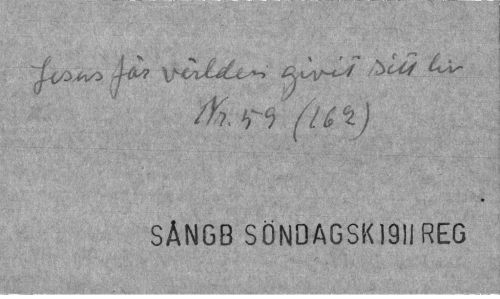 Jesus för världen givit sitt liv
Nr. 59 (162)
SÅNGB SÖNDAGSK 1911 REG